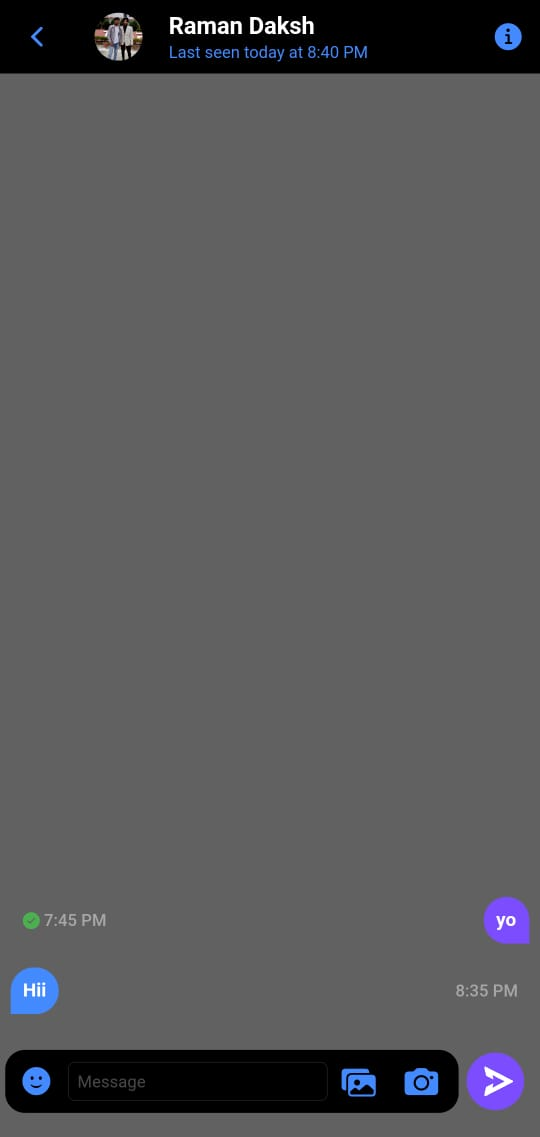 Raman Daksh
Last seen today at 8:40 PM
7:45 PM yo
Hii 8:35 PM
Message